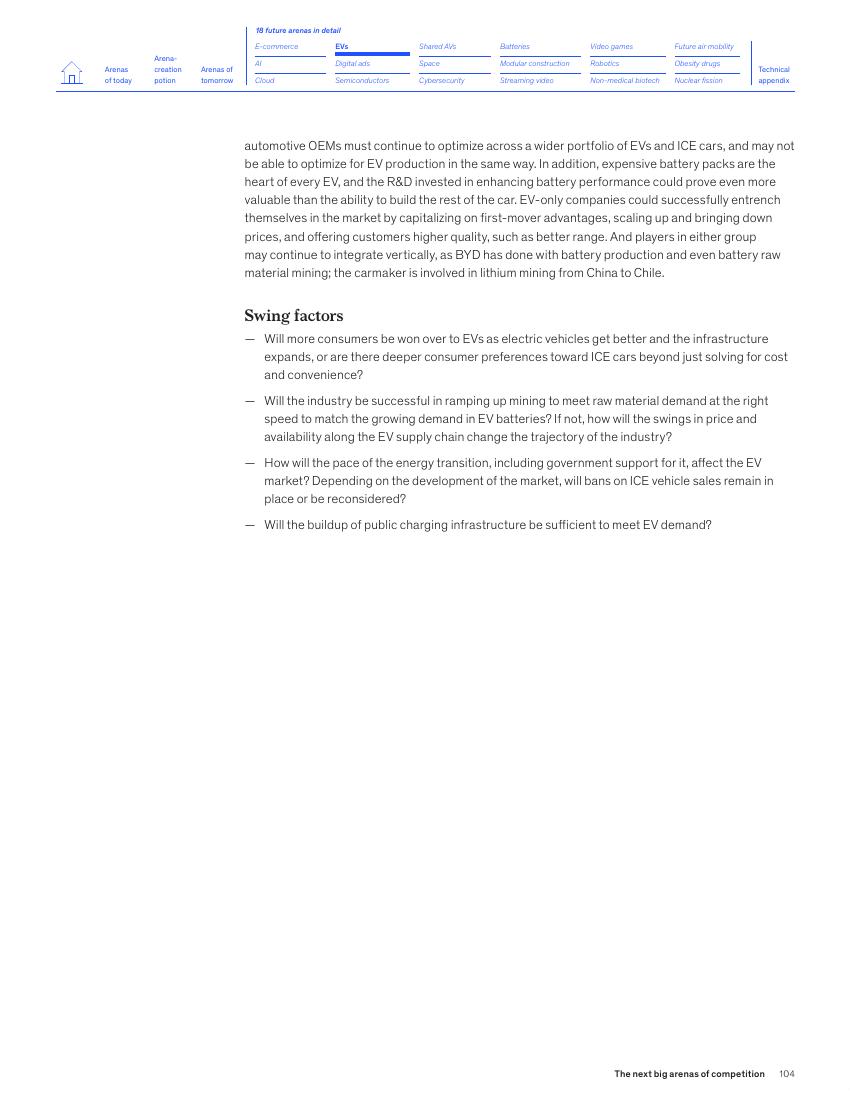 18 future arenas in detail
E-commerce
EVs
Shared AVs
Batteries
Video games
Future air mobility
AI
Digital ads
Space
Modular construction
Robotics
Obesity drugs
Cloud
Semiconductors
Cybersecurity
Streaming video
Non-medical biotech
Nuclear fission
Arenas
of today
Arena-
creation
potion
Arenas of
tomorrow
Technical
appendix
automotive OEMs must continue to optimize across a wider portfolio of EVs and ICE cars, and may not
be able to optimize for EV production in the same way. In addition, expensive battery packs are the
heart of every EV, and the R&D invested in enhancing battery performance could prove even more
valuable than the ability to build the rest of the car. EV-only companies could successfully entrench
themselves in the market by capitalizing on first-mover advantages, scaling up and bringing down
prices, and offering customers higher quality, such as better range. And players in either group
may continue to integrate vertically, as BYD has done with battery production and even battery raw
material mining; the carmaker is involved in lithium mining from China to Chile.
Swing factors
— Will more consumers be won over to EVs as electric vehicles get better and the infrastructure
expands, or are there deeper consumer preferences toward ICE cars beyond just solving for cost
and convenience?
— Will the industry be successful in ramping up mining to meet raw material demand at the right
speed to match the growing demand in EV batteries? If not, how will the swings in price and
availability along the EV supply chain change the trajectory of the industry?
— How will the pace of the energy transition, including government support for it, affect the EV
market? Depending on the development of the market, will bans on ICE vehicle sales remain in
place or be reconsidered?
— Will the buildup of public charging infrastructure be sufficient to meet EV demand?
The next big arenas of competition 104